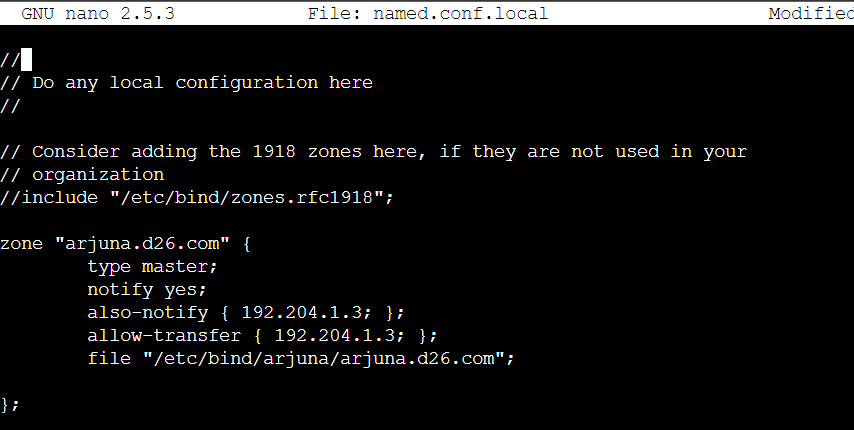 GNU nano 2.5.3 File: named.conf.local Modified
//
// Do any local configuration here
//
// Consider adding the 1918 zones here, if they are not used in your
// organization
//include "/etc/bind/zones.rfc1918";
zone "arjuna.d26.com" {
type master;
notify yes;
also-notify { 192.204.1.3; };
allow-transfer { 192.204.1.3; };
file "/etc/bind/arjuna/arjuna.d26.com";
};